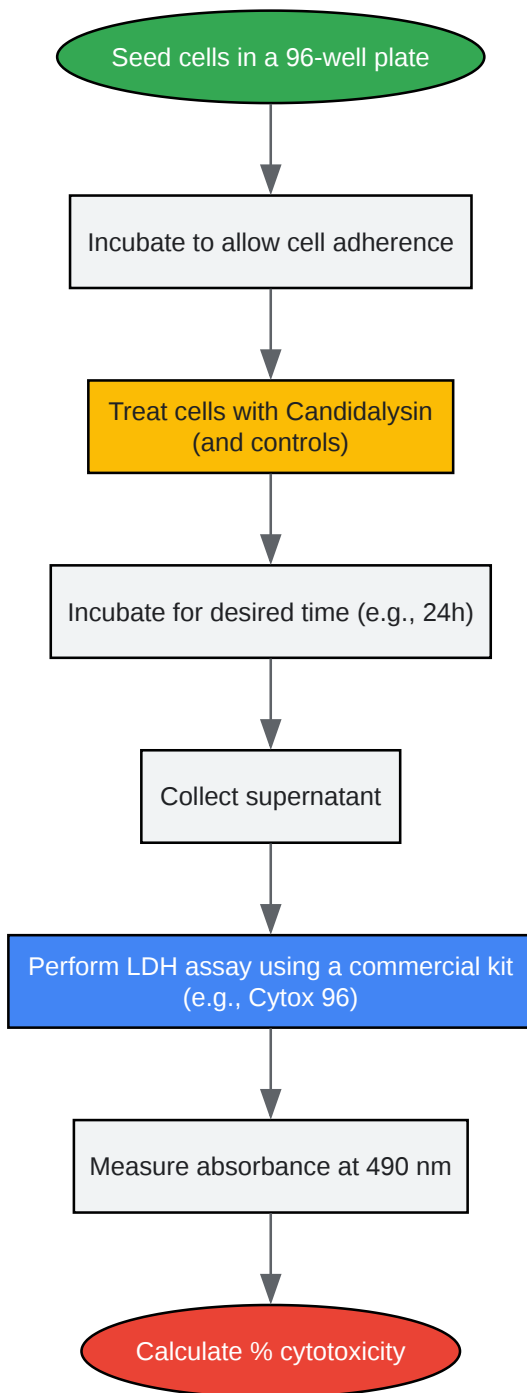 Seed cells in a 96-well plate
Incubate to allow cell adherence
Treat cells with Candidalysin
(and controls)
Incubate for desired time (e.g., 24h)
Collect supernatant
Perform LDH assay using a commercial kit
(e.g., Cytox 96)
Measure absorbance at 490 nm
Calculate % cytotoxicity